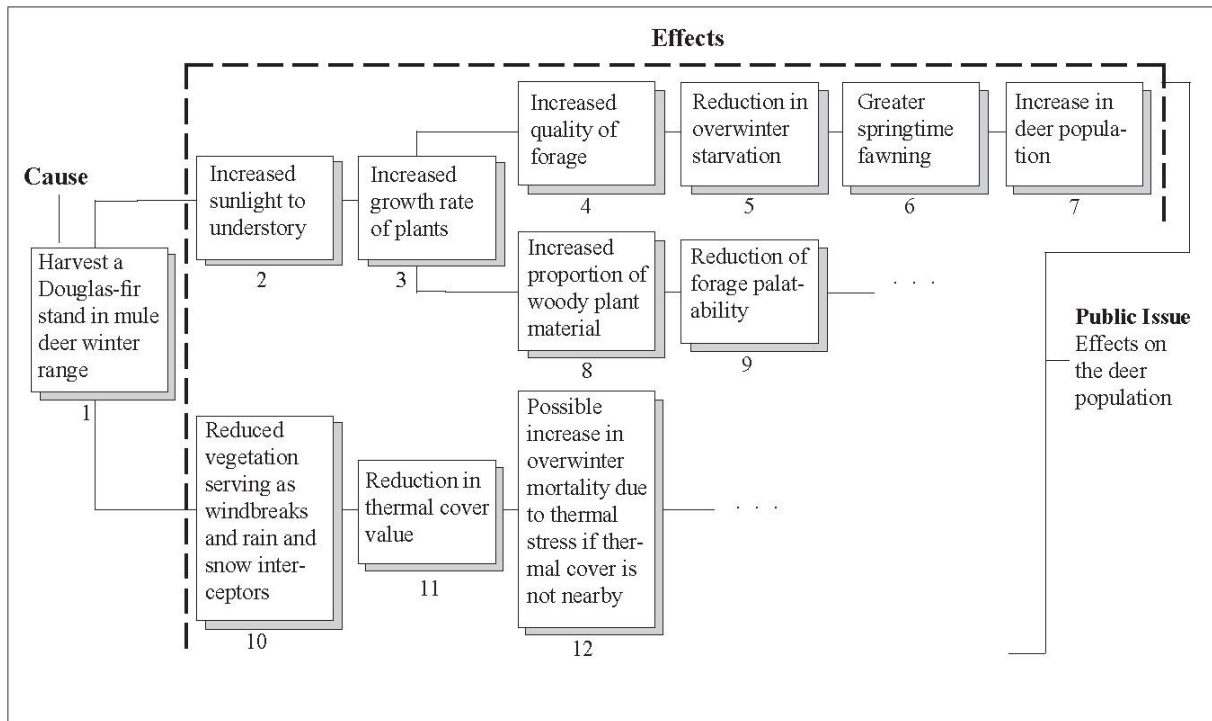 Effects
Cause
Harvest a
Douglas-fir
stand in mule
deer winter
range
1
Increased
sunlight to
understory
2
Increased
growth rate
of plants
3
Increased
quality of
forage
4
Reduction in
overwinter
starvation
5
Greater
springtime
fawning
6
Increase in
deer popula-
tion
7
Increased
proportion of
woody plant
material
8
Reduction of
forage palat-
ability
9
. . .
Reduced
vegetation
serving as
windbreaks
and rain and
snow inter-
ceptors
10
Reduction in
thermal cover
value
11
Possible
increase in
overwinter
mortality due
to thermal
stress if ther-
mal cover is
not nearby
12
. . .
Public Issue
Effects on
the deer
population